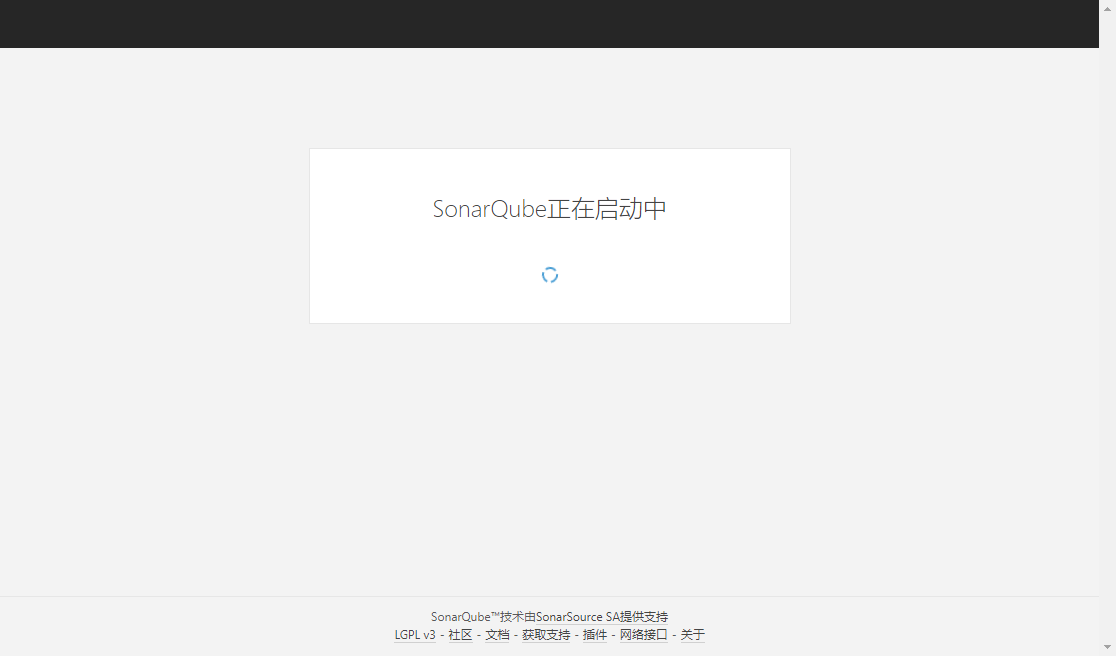 SonarQube正在启动中
SonarQube™技术由SonarSource SA提供支持
LGPL v3 - 社区 - 文档 - 获取支持 - 插件 - 网络接口 - 关于